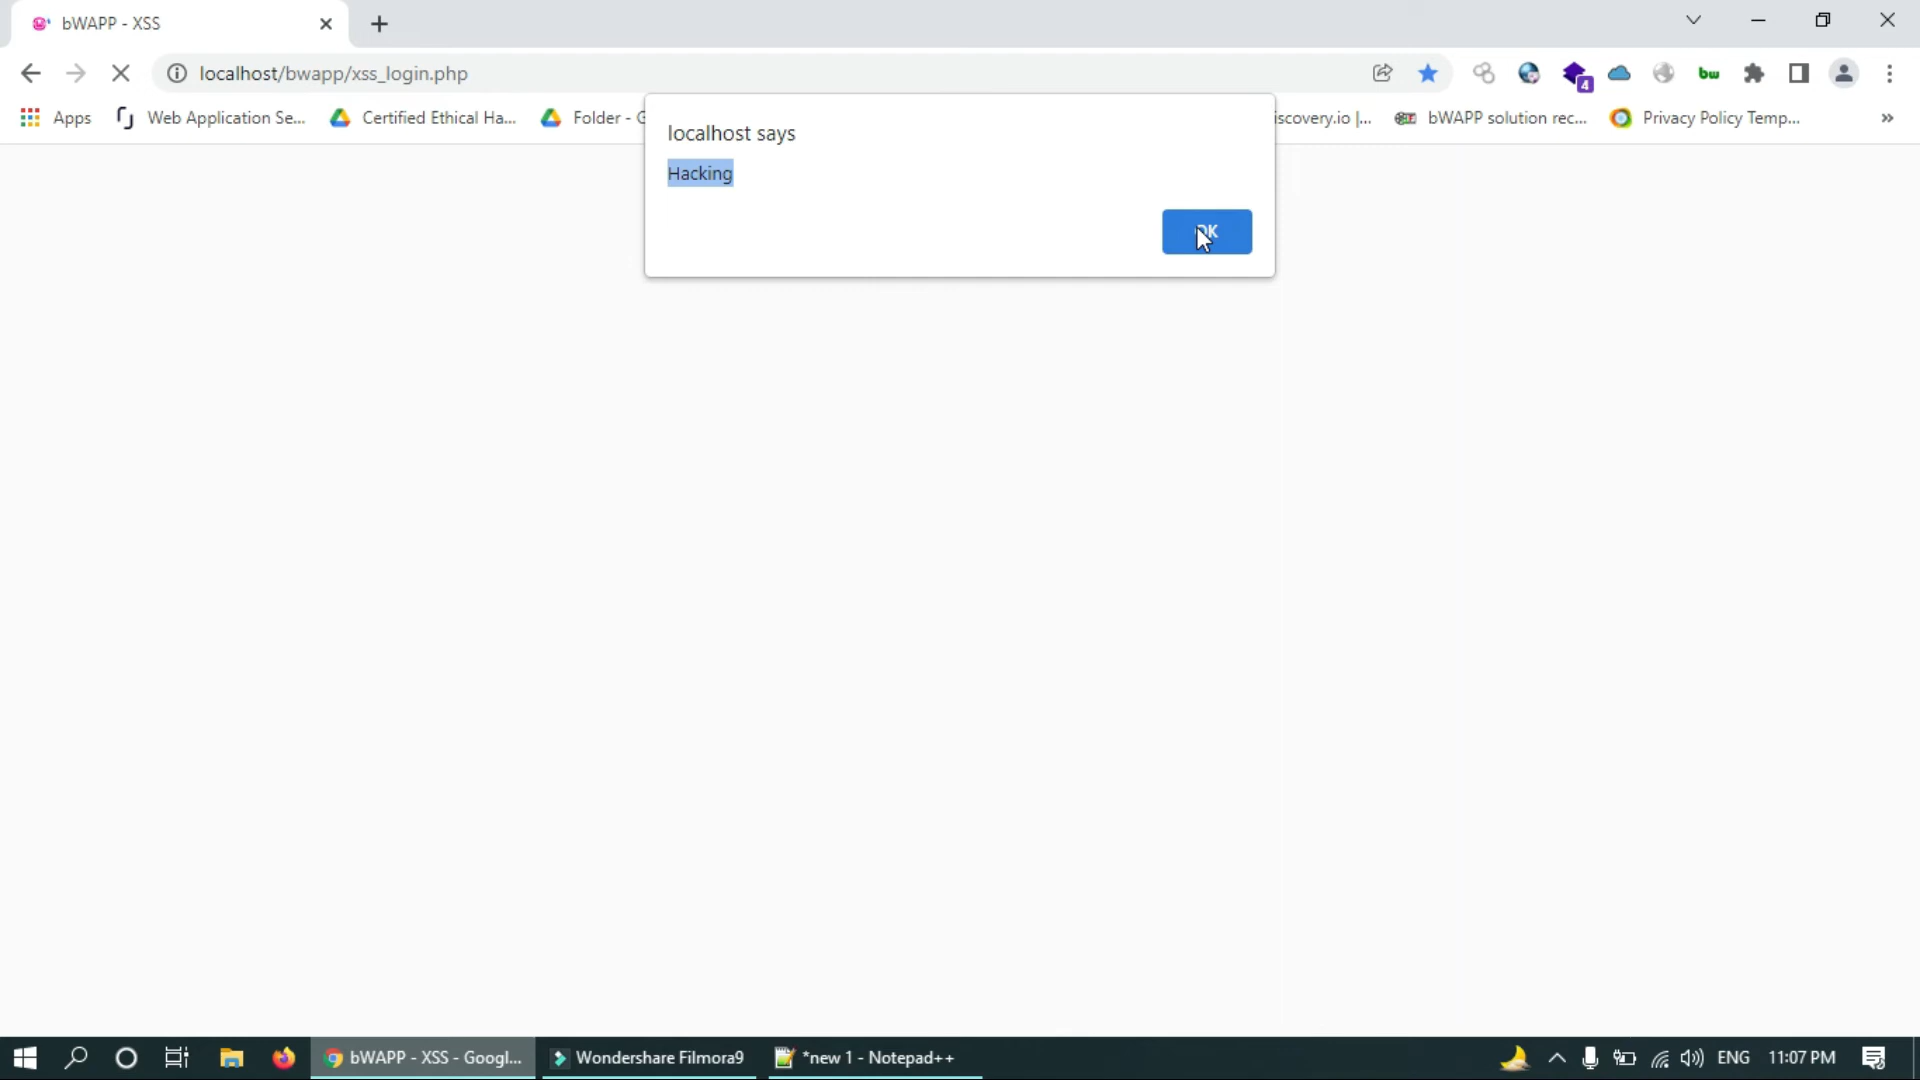 bWAPP - XSS
localhost/bwapp/xss_login.php
4
bw
Apps
Web Application Se...
Certified Ethical Ha...
Folder - G
iscovery.io |...
bWAPP solution rec...
Privacy Policy Temp...
»
localhost says
Hacking
OK
bWAPP - XSS - Googl...
Wondershare Filmora9
*new 1 - Notepad++
ENG
11:07 PM